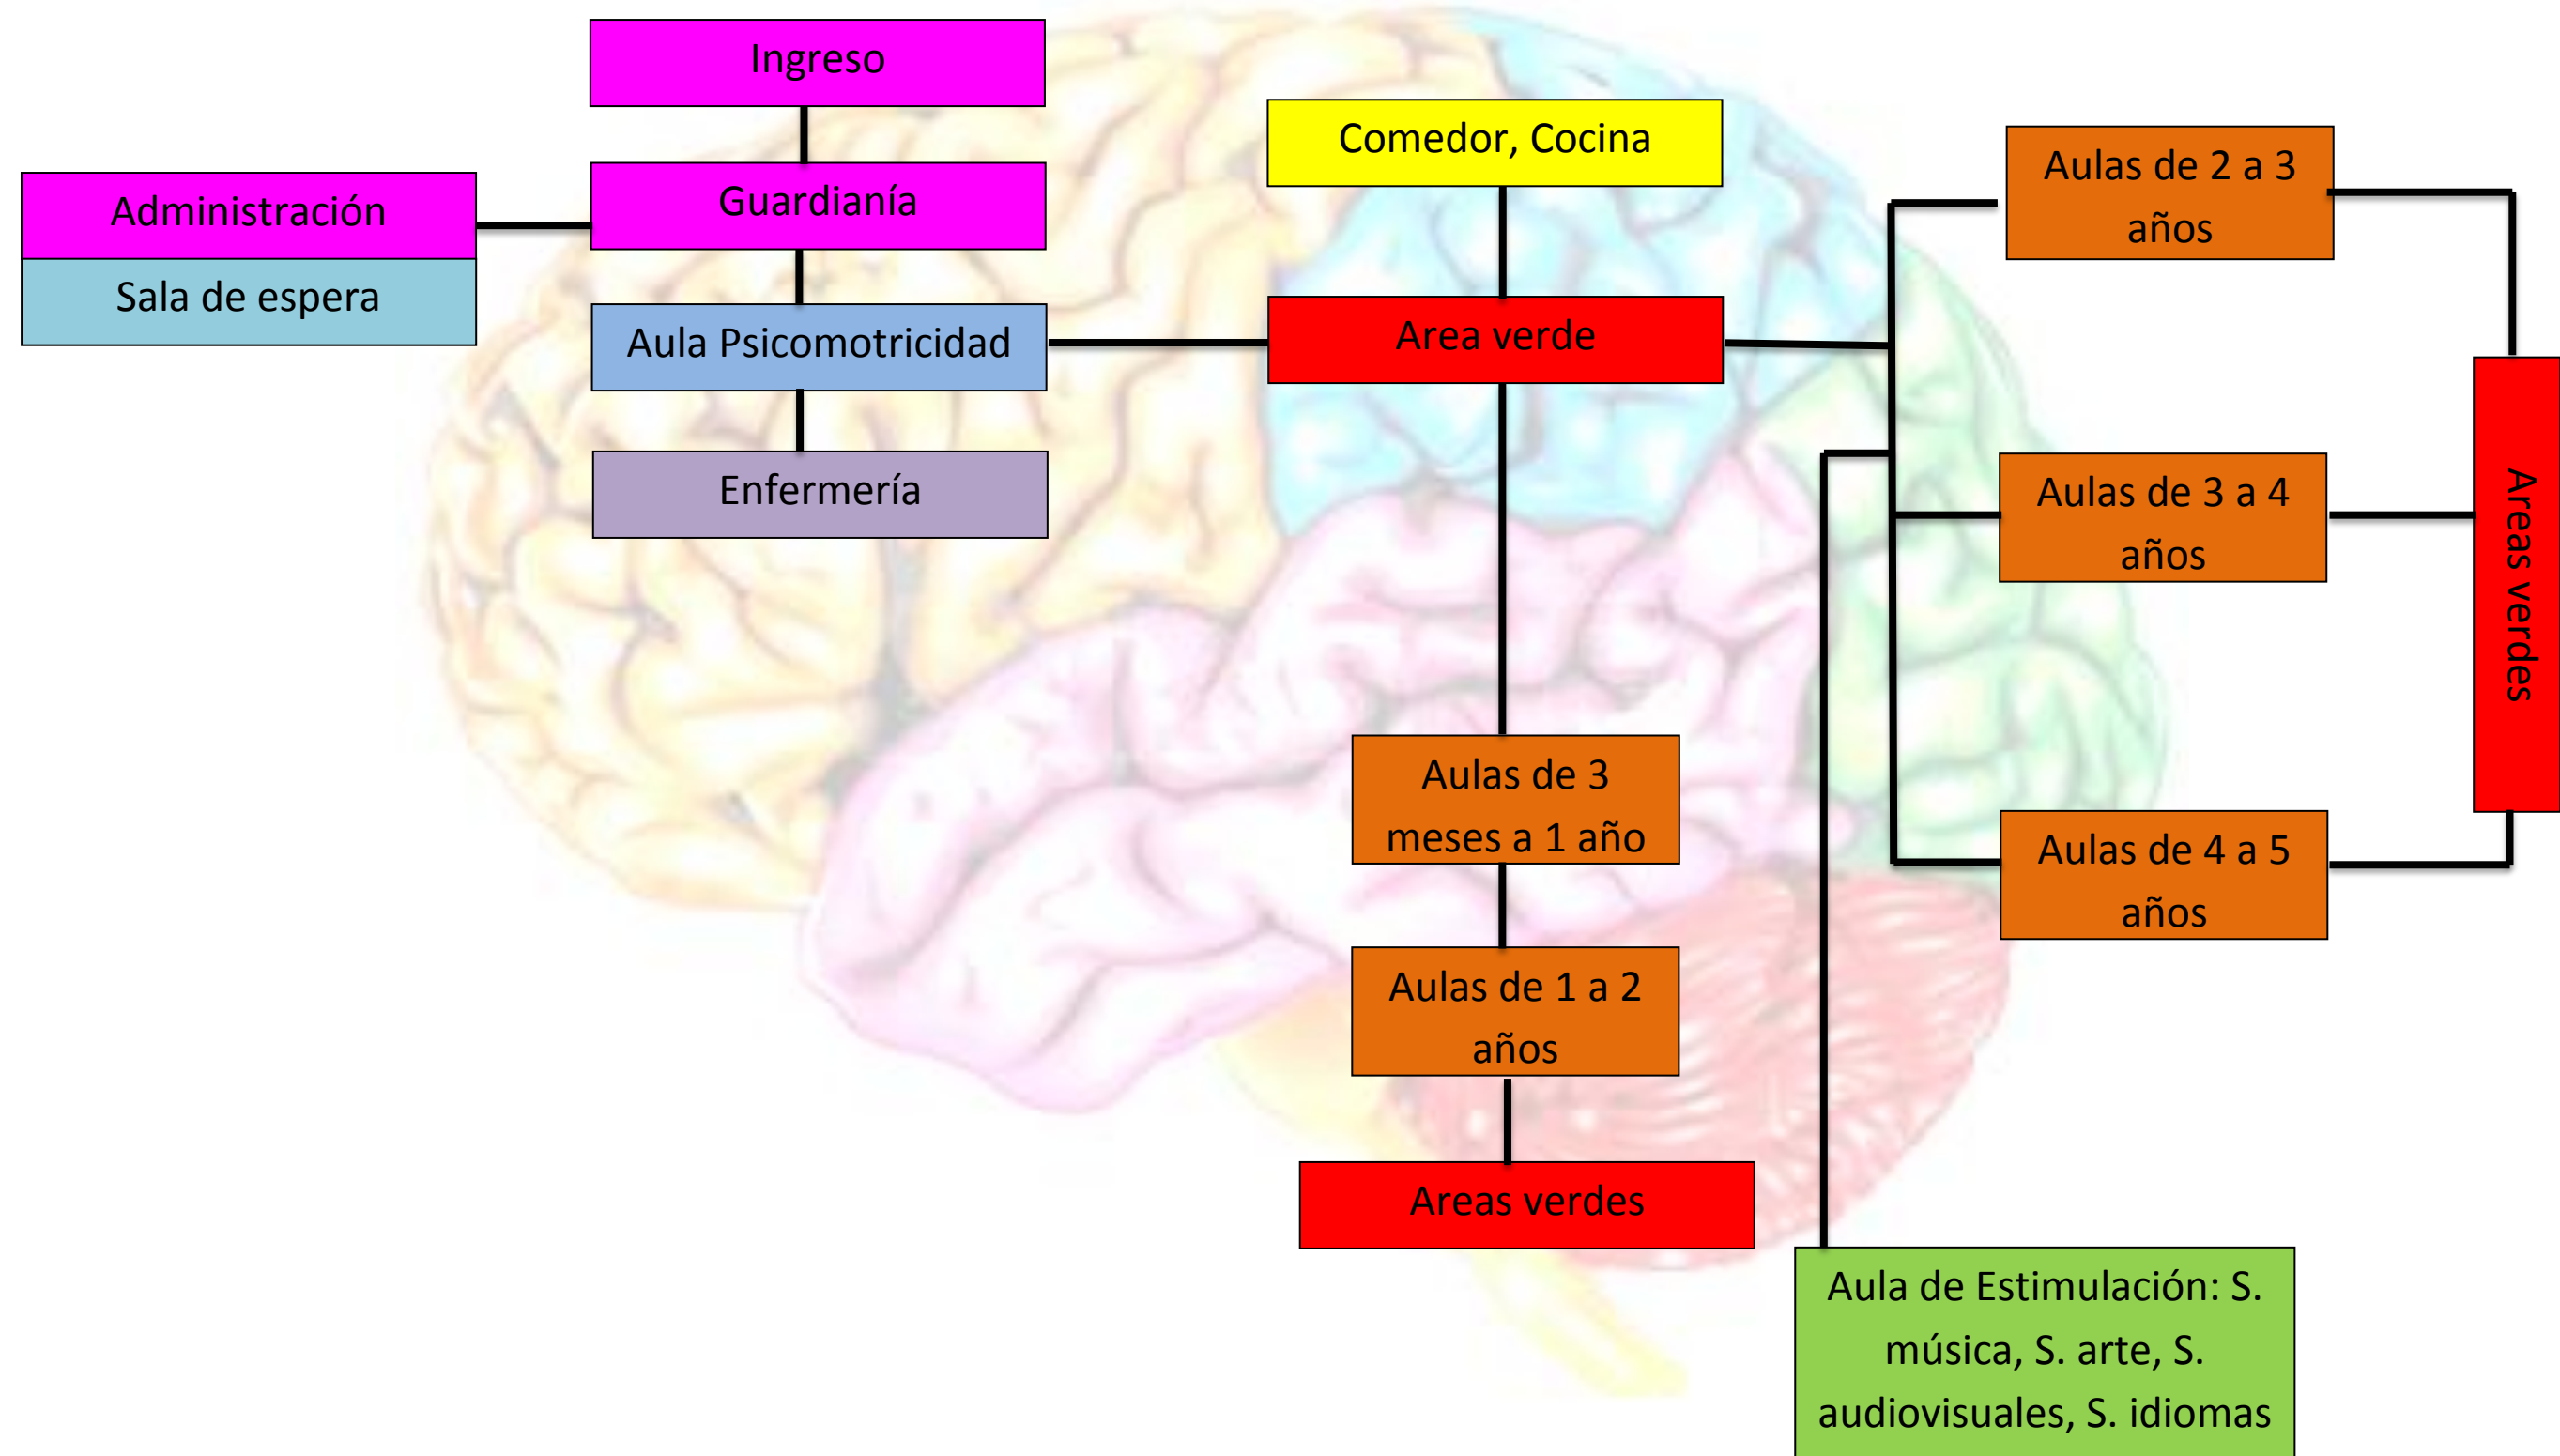 Ingreso
Guardianía
Administración
Sala de espera
Aula Psicomotricidad
Enfermería
Comedor, Cocina
Area verde
Aulas de 3
meses a 1 año
Aulas de 1 a 2
años
Areas verdes
Aulas de 2 a 3
años
Aulas de 3 a 4
años
Aulas de 4 a 5
años
Areas verdes
Aula de Estimulación: S.
música, S. arte, S.
audiovisuales, S. idiomas